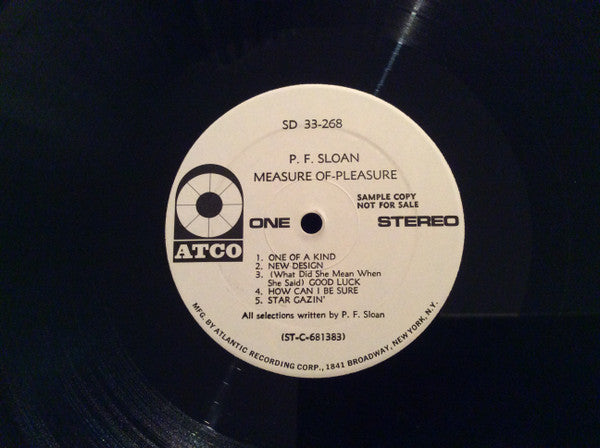 SD 33-268
P. F. SLOAN
MEASURE OF-PLEASURE
SAMPLE COPY
NOT FOR SALE
ATCO
ONE
STEREO
1. ONE OF A KIND
2. NEW DESIGN
3. (What Did She Mean When
She Said) GOOD LUCK
4. HOW CAN I BE SURE
5. STAR GAZIN'
All selections written by P. F. Sloan
(ST-C-681383)
MFG. BY ATLANTIC RECORDING CORP., 1841 BROADWAY, NEW YORK, N.Y.